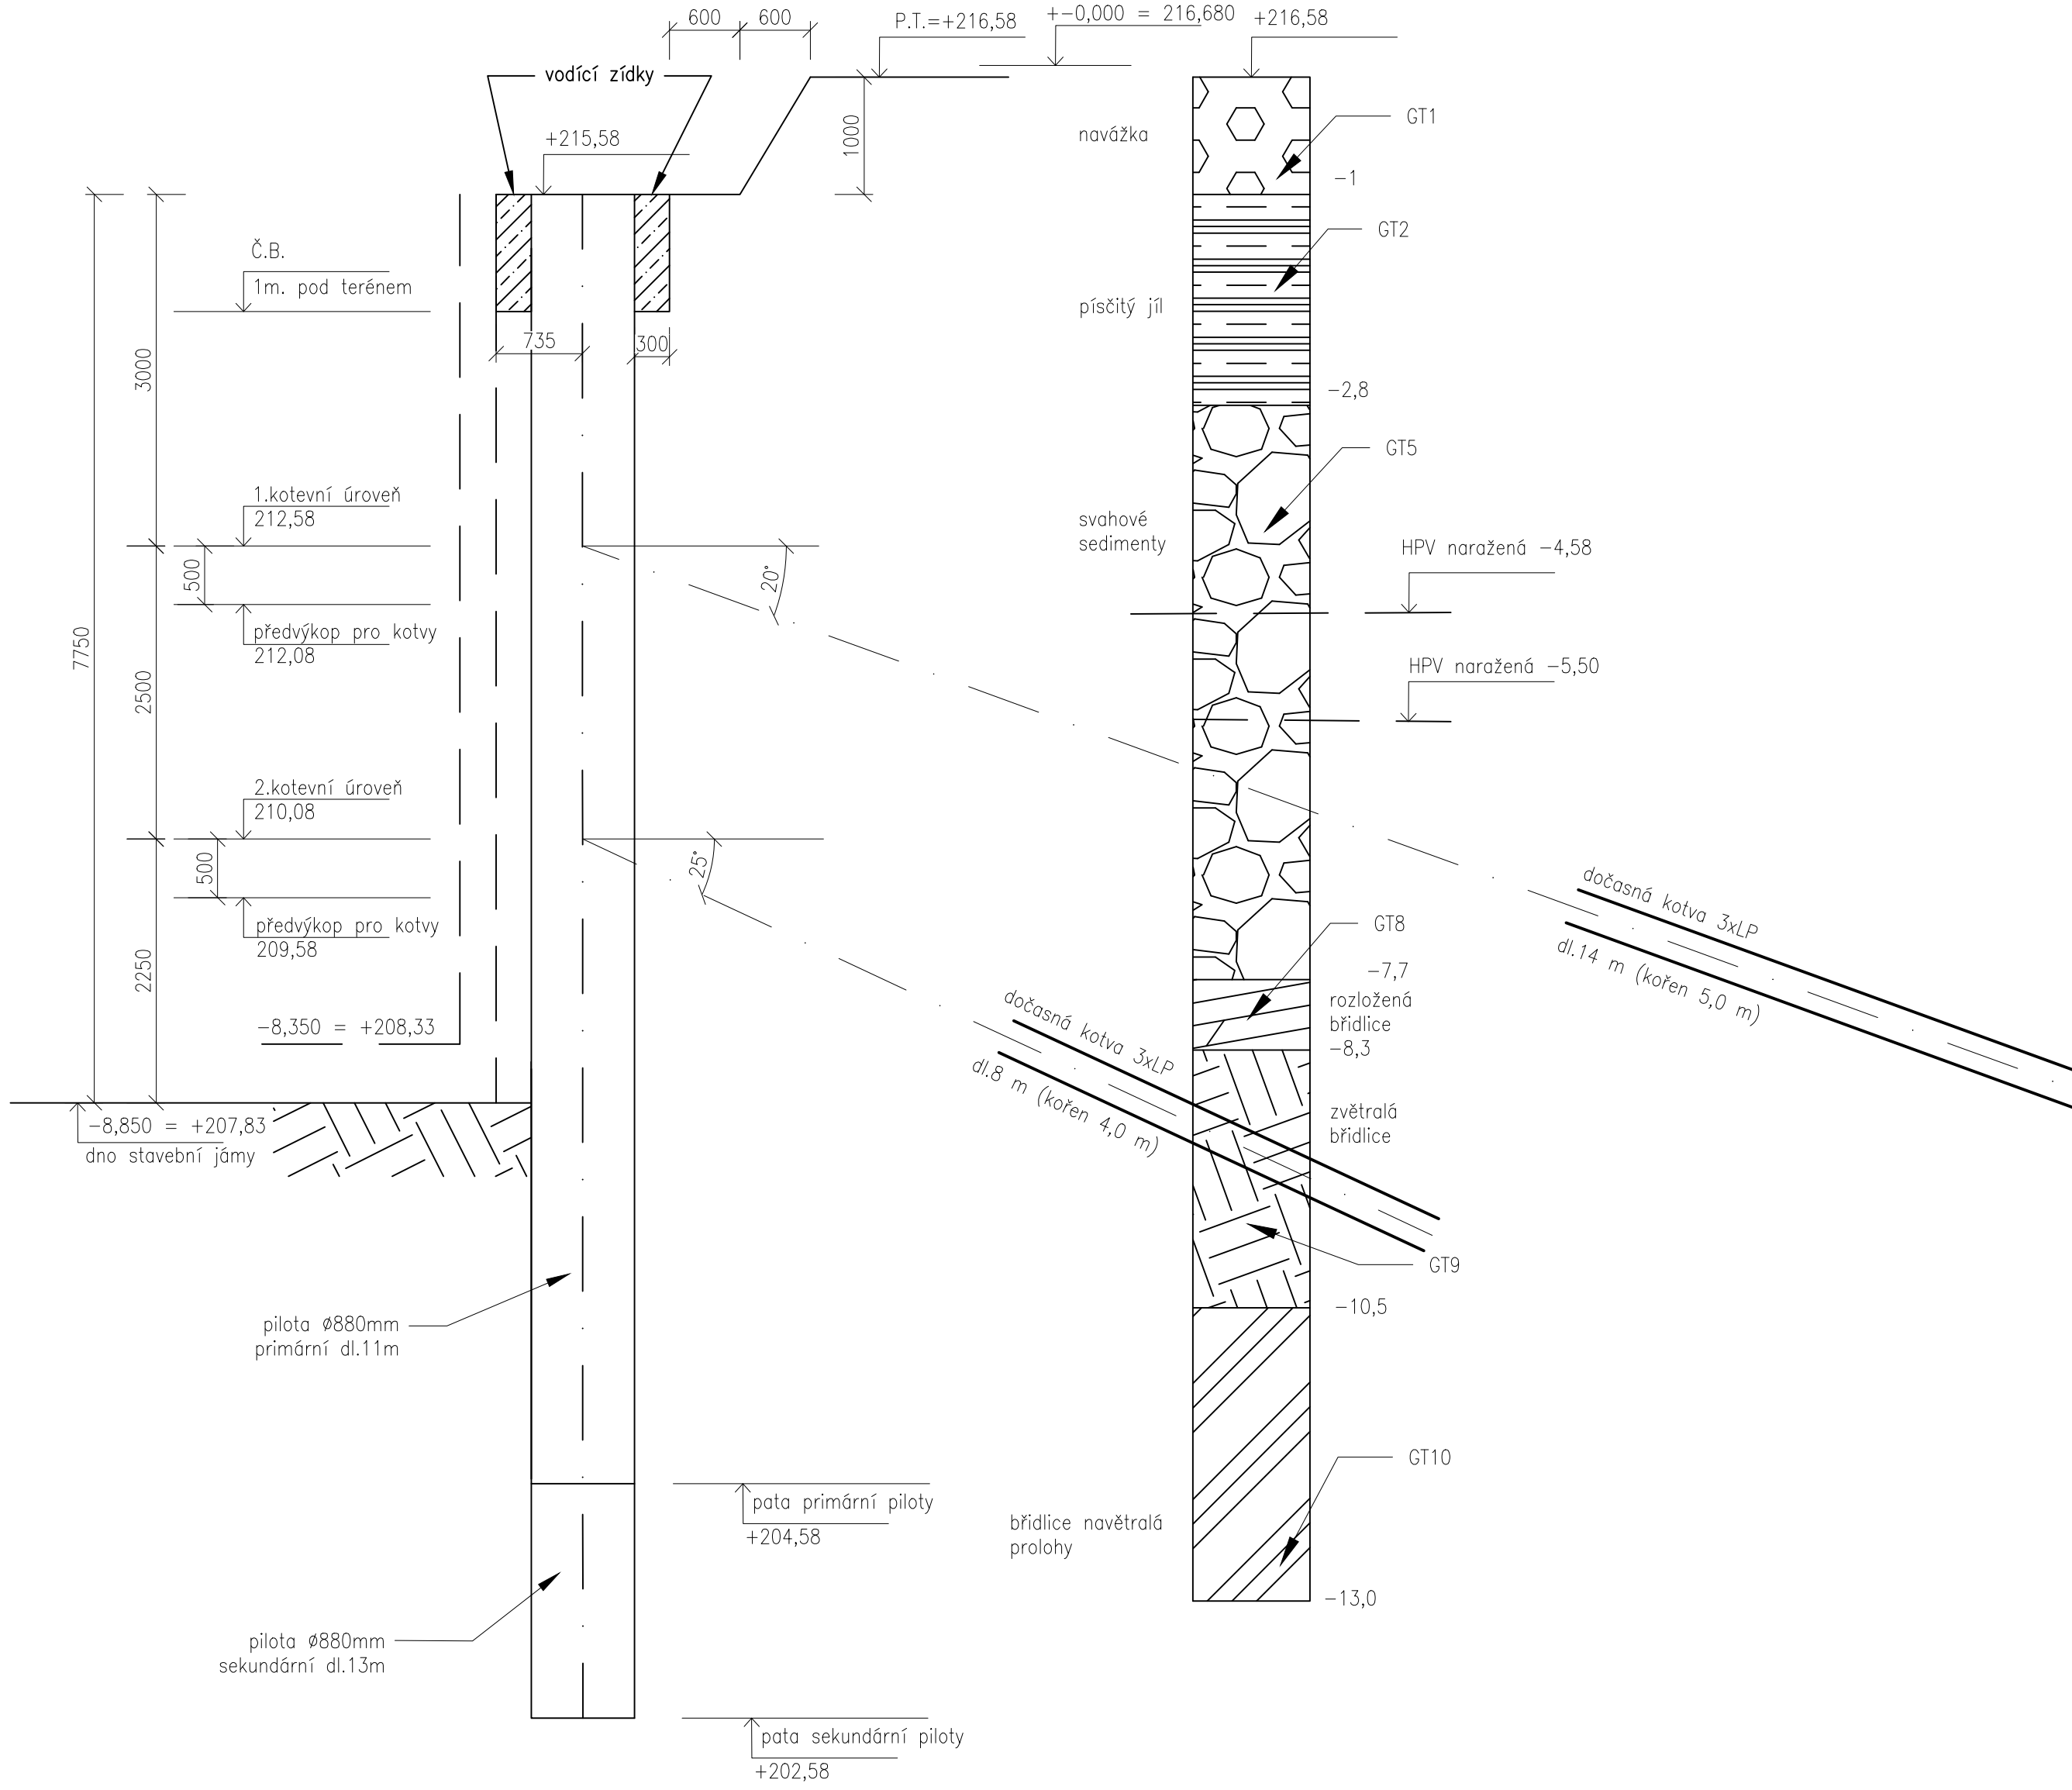 600
600
P.T.=+216,58
+-0,000 = 216,680
+216,58
vodící zídky
+215,58
1000
navážka
GT1
-1
GT2
Č.B.
1m. pod terénem
písčitý jíl
735
300
3000
-2,8
GT5
1.kotevní úroveň
212,58
svahové
sedimenty
HPV naražená -4,58
500
20°
předvýkop pro kotvy
212,08
7750
HPV naražená -5,50
2500
2.kotevní úroveň
210,08
500
25°
dočasná kotva 3xLP
dl.14 m (kořen 5,0 m)
předvýkop pro kotvy
209,58
GT8
-7,7
2250
rozložená
břidlice
-8,3
-8,350 = +208,33
dočasná kotva 3xLP
dl.8 m (kořen 4,0 m)
-8,850 = +207,83
dno stavební jámy
zvětralá
břidlice
GT9
-10,5
pilota Ø880mm
primární dl.11m
GT10
pata primární piloty
+204,58
břidlice navětralá
prolohy
-13,0
pilota Ø880mm
sekundární dl.13m
pata sekundární piloty
+202,58